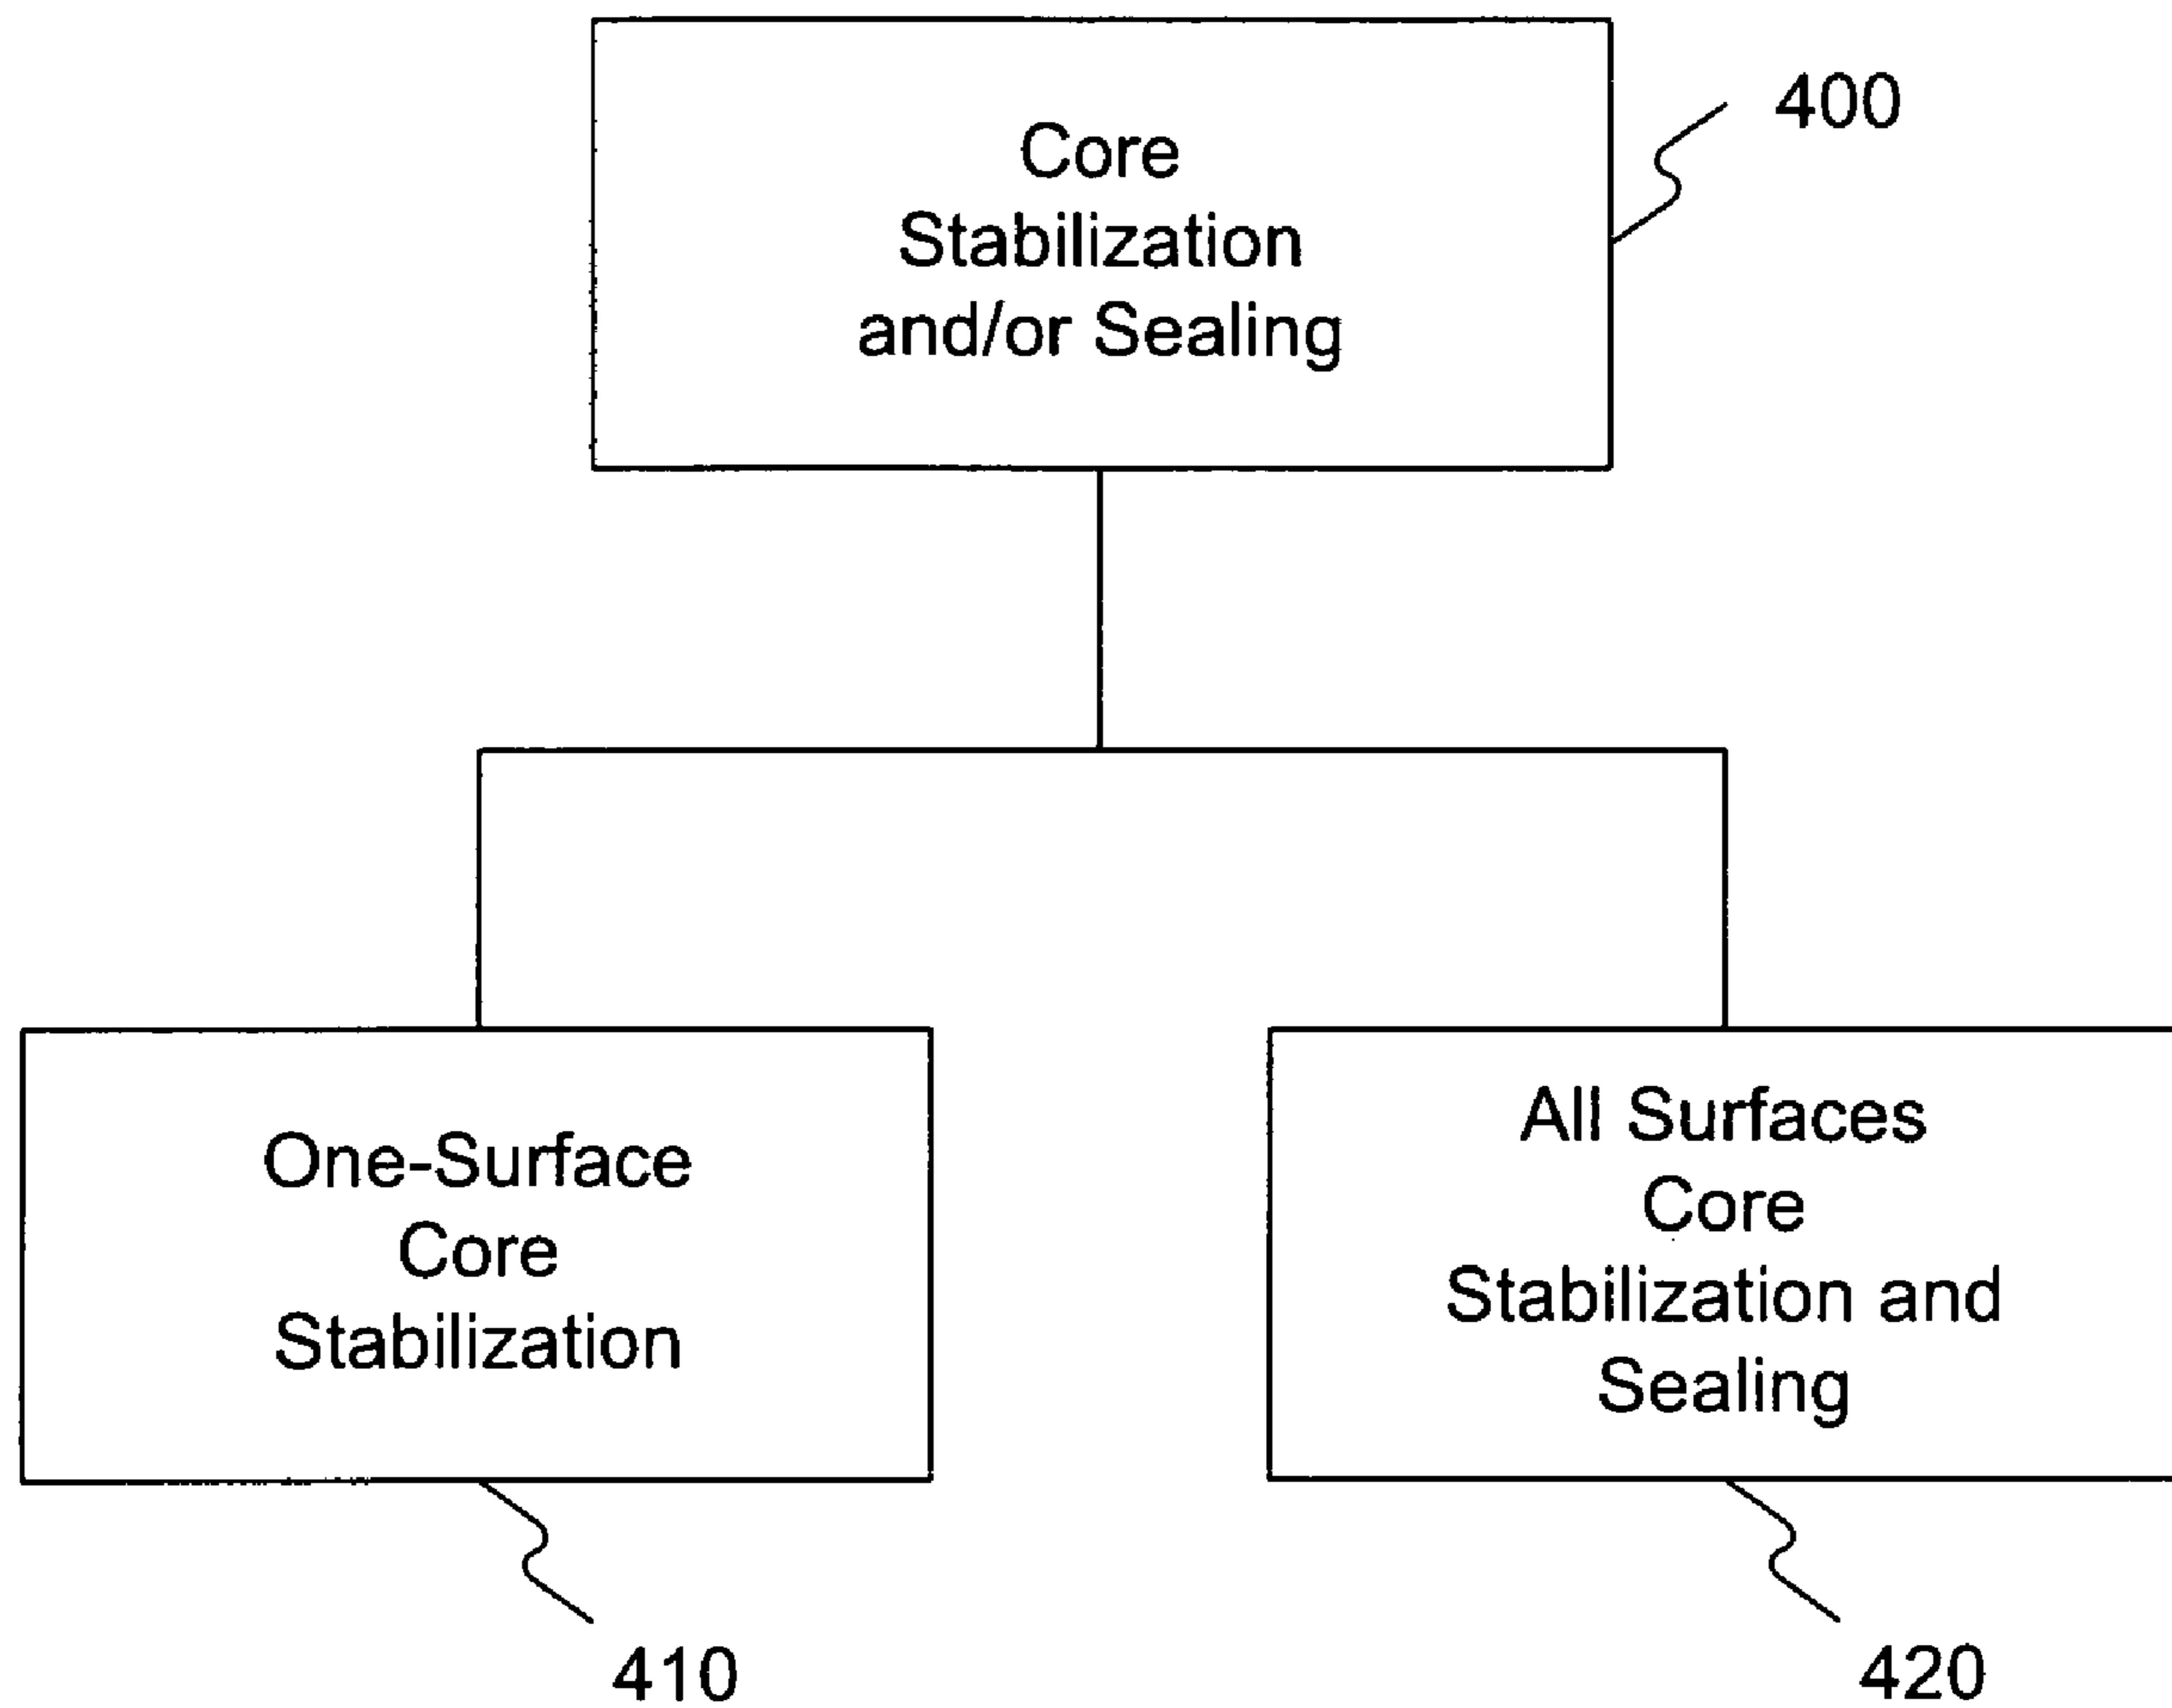 Core
Stabilization
and/or Sealing
400
One-Surface
Core
Stabilization
410
All Surfaces
Core
Stabilization and
Sealing
420